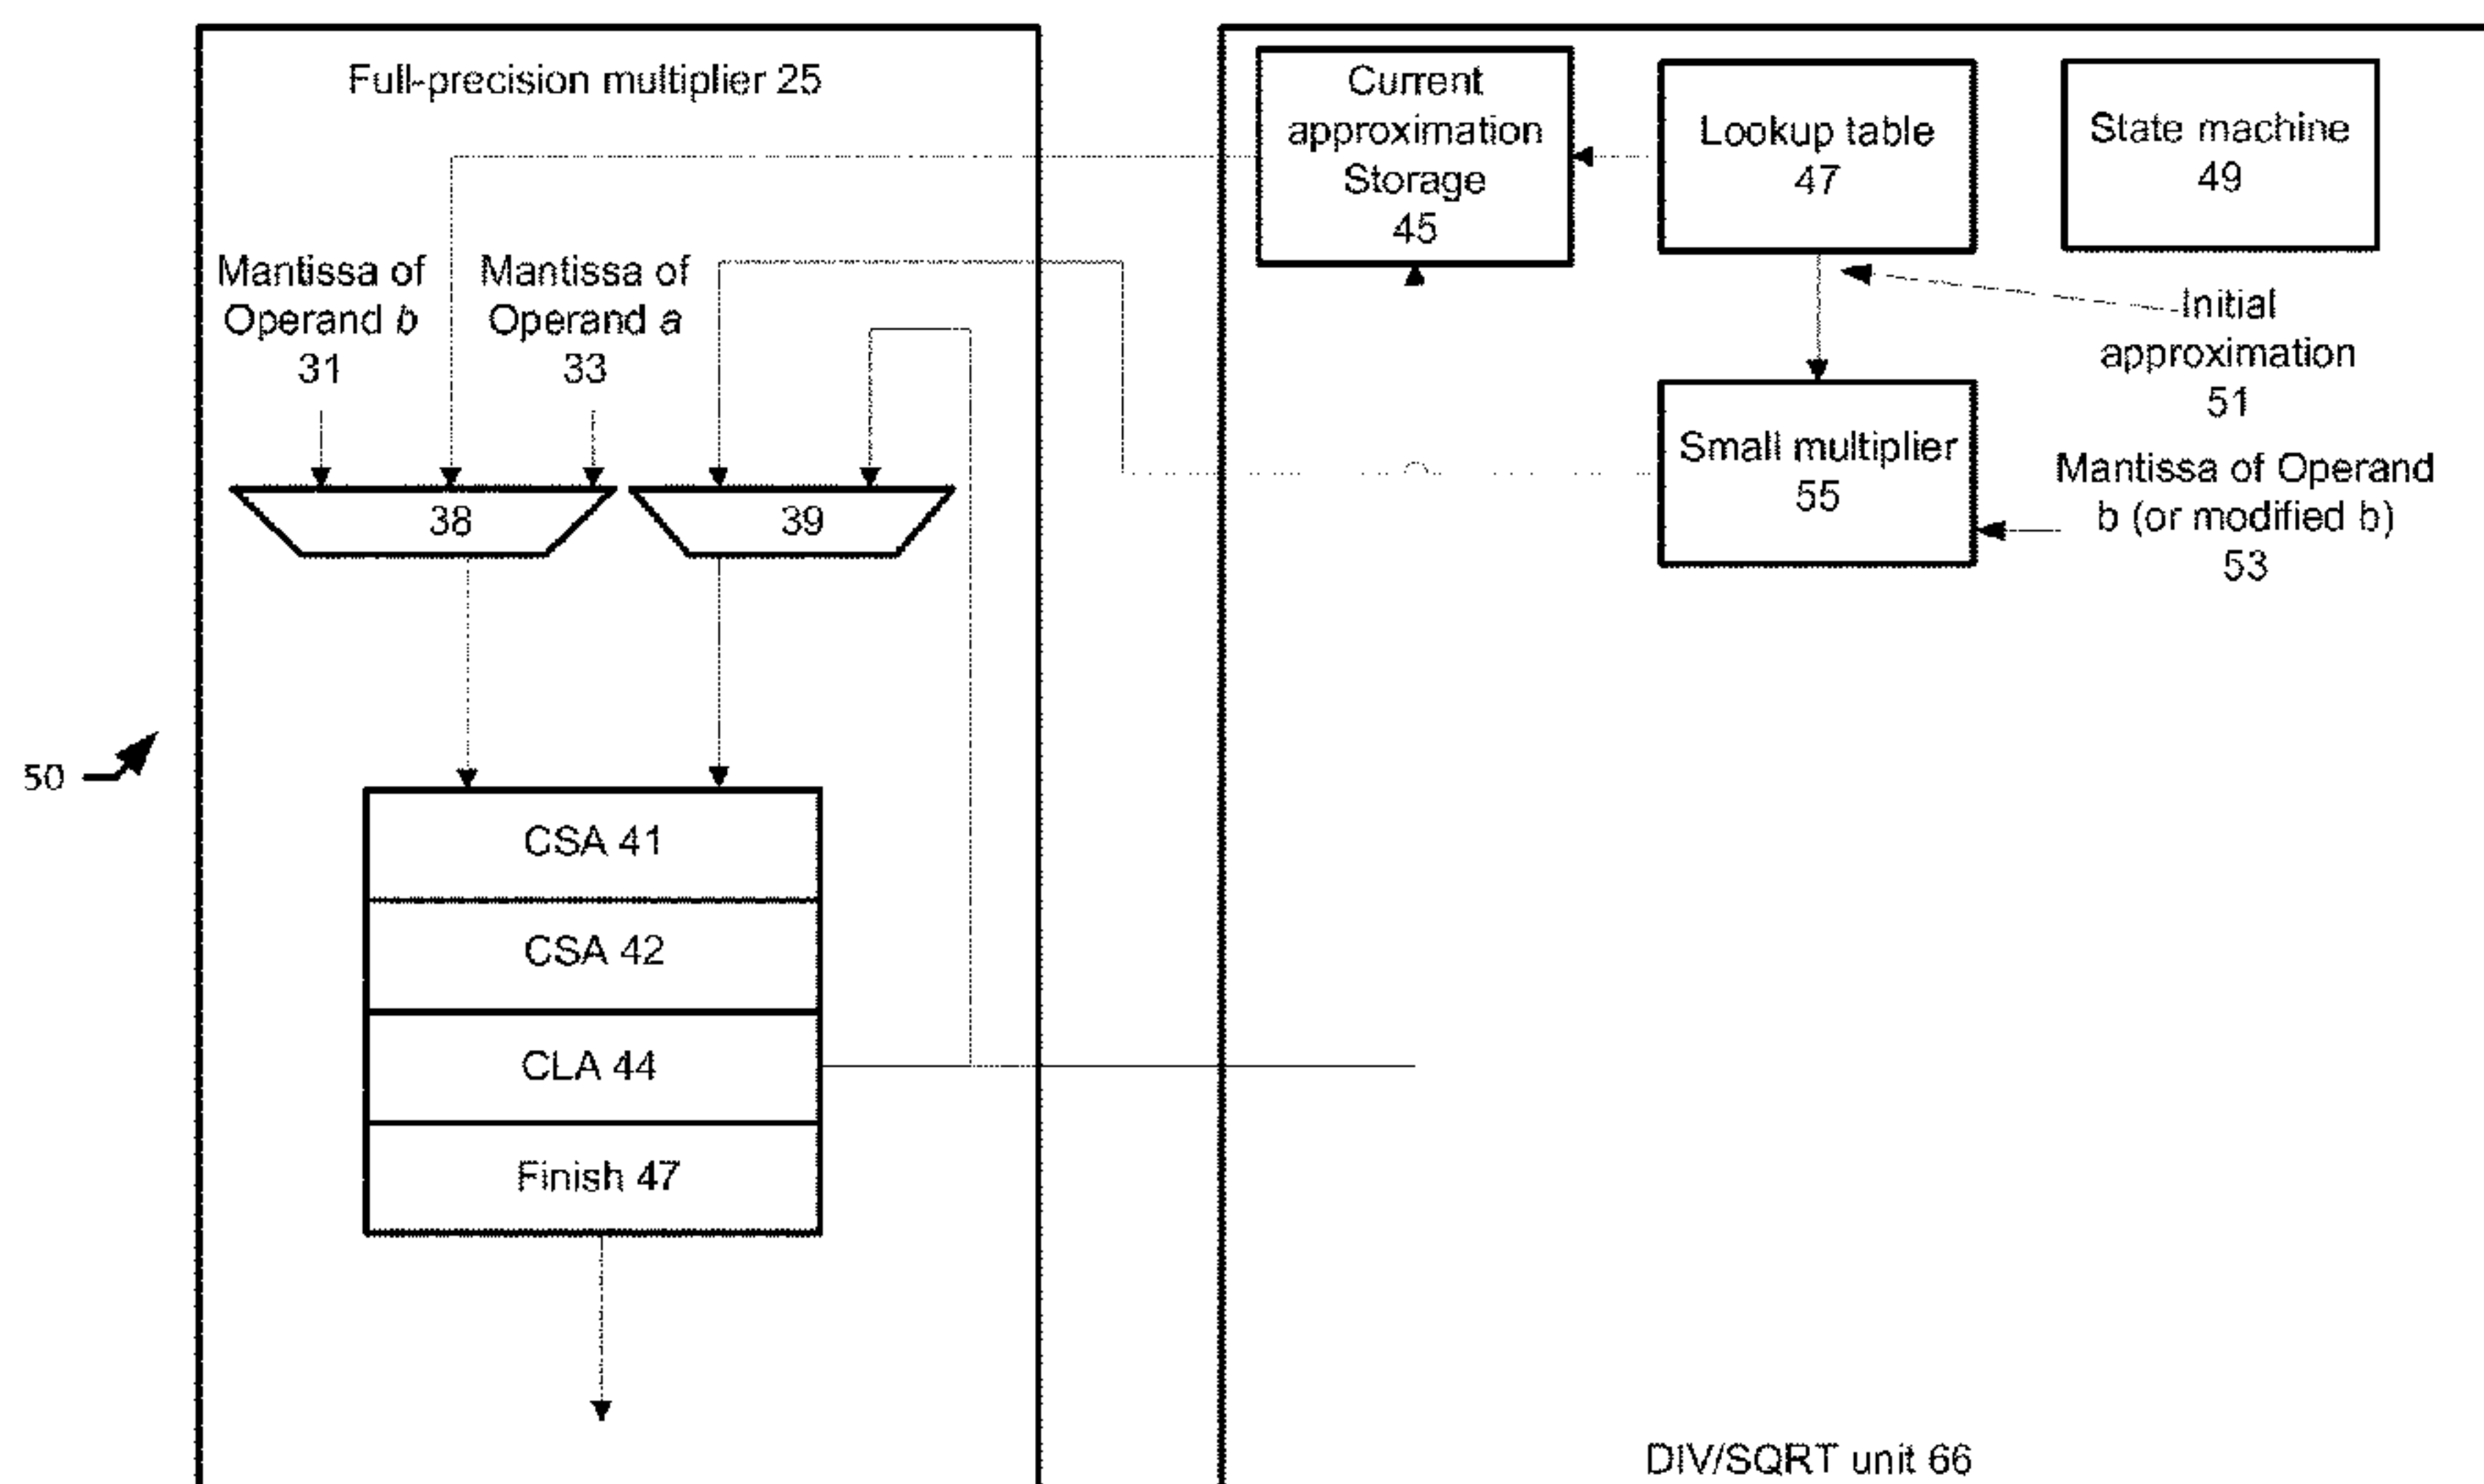 Full-precision multiplier 25
Current
approximation
Storage
45
Lookup table
47
State machine
49
Mantissa of
Operand b
31
Mantissa of
Operand a
33
Initial
approximation
51
38
39
Small multiplier
55
Mantissa of Operand
b (or modified b)
53
50
CSA 41
CSA 42
CLA 44
Finish 47
DIV/SQRT unit 66